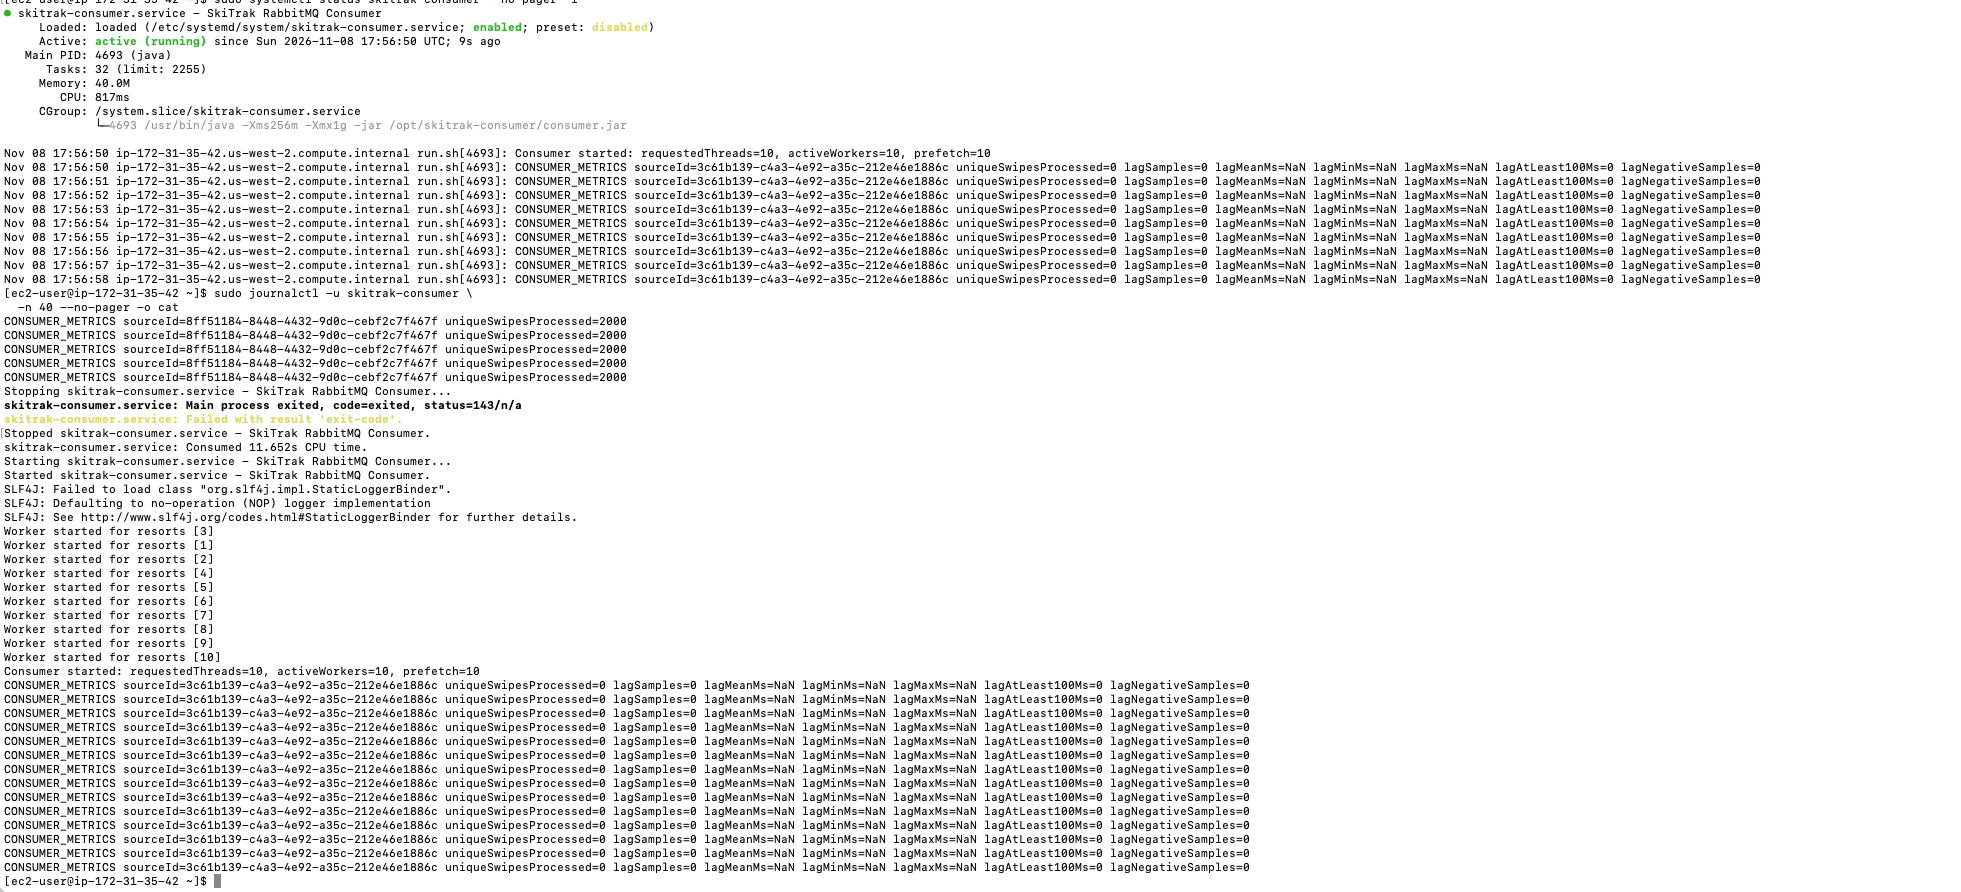 [ec2-user@ip-172-31-35-42 ~]$ sudo systemctl status skitrak-consumer --no-pager -l
● skitrak-consumer.service – SkiTrak RabbitMQ Consumer
Loaded: loaded (/etc/systemd/system/skitrak-consumer.service; enabled; preset: disabled)
Active: active (running) since Sun 2026-11-08 17:56:50 UTC; 9s ago
Main PID: 4693 (java)
Tasks: 32 (limit: 2255)
Memory: 40.0M
CPU: 817ms
CGroup: /system.slice/skitrak-consumer.service
└─4693 /usr/bin/java -Xms256m -Xmx1g -jar /opt/skitrak-consumer/consumer.jar
Nov 08 17:56:50 ip-172-31-35-42.us-west-2.compute.internal run.sh[4693]: Consumer started: requestedThreads=10, activeWorkers=10, prefetch=10
Nov 08 17:56:50 ip-172-31-35-42.us-west-2.compute.internal run.sh[4693]: CONSUMER_METRICS sourceId=3c61b139-c4a3-4e92-a35c-212e46e1886c uniqueSwipesProcessed=0 lagSamples=0 lagMeanMs=NaN lagMinMs=NaN lagMaxMs=NaN lagAtLeast100Ms=0 lagNegativeSamples=0
Nov 08 17:56:51 ip-172-31-35-42.us-west-2.compute.internal run.sh[4693]: CONSUMER_METRICS sourceId=3c61b139-c4a3-4e92-a35c-212e46e1886c uniqueSwipesProcessed=0 lagSamples=0 lagMeanMs=NaN lagMinMs=NaN lagMaxMs=NaN lagAtLeast100Ms=0 lagNegativeSamples=0
Nov 08 17:56:52 ip-172-31-35-42.us-west-2.compute.internal run.sh[4693]: CONSUMER_METRICS sourceId=3c61b139-c4a3-4e92-a35c-212e46e1886c uniqueSwipesProcessed=0 lagSamples=0 lagMeanMs=NaN lagMinMs=NaN lagMaxMs=NaN lagAtLeast100Ms=0 lagNegativeSamples=0
Nov 08 17:56:53 ip-172-31-35-42.us-west-2.compute.internal run.sh[4693]: CONSUMER_METRICS sourceId=3c61b139-c4a3-4e92-a35c-212e46e1886c uniqueSwipesProcessed=0 lagSamples=0 lagMeanMs=NaN lagMinMs=NaN lagMaxMs=NaN lagAtLeast100Ms=0 lagNegativeSamples=0
Nov 08 17:56:54 ip-172-31-35-42.us-west-2.compute.internal run.sh[4693]: CONSUMER_METRICS sourceId=3c61b139-c4a3-4e92-a35c-212e46e1886c uniqueSwipesProcessed=0 lagSamples=0 lagMeanMs=NaN lagMinMs=NaN lagMaxMs=NaN lagAtLeast100Ms=0 lagNegativeSamples=0
Nov 08 17:56:55 ip-172-31-35-42.us-west-2.compute.internal run.sh[4693]: CONSUMER_METRICS sourceId=3c61b139-c4a3-4e92-a35c-212e46e1886c uniqueSwipesProcessed=0 lagSamples=0 lagMeanMs=NaN lagMinMs=NaN lagMaxMs=NaN lagAtLeast100Ms=0 lagNegativeSamples=0
Nov 08 17:56:56 ip-172-31-35-42.us-west-2.compute.internal run.sh[4693]: CONSUMER_METRICS sourceId=3c61b139-c4a3-4e92-a35c-212e46e1886c uniqueSwipesProcessed=0 lagSamples=0 lagMeanMs=NaN lagMinMs=NaN lagMaxMs=NaN lagAtLeast100Ms=0 lagNegativeSamples=0
Nov 08 17:56:57 ip-172-31-35-42.us-west-2.compute.internal run.sh[4693]: CONSUMER_METRICS sourceId=3c61b139-c4a3-4e92-a35c-212e46e1886c uniqueSwipesProcessed=0 lagSamples=0 lagMeanMs=NaN lagMinMs=NaN lagMaxMs=NaN lagAtLeast100Ms=0 lagNegativeSamples=0
Nov 08 17:56:58 ip-172-31-35-42.us-west-2.compute.internal run.sh[4693]: CONSUMER_METRICS sourceId=3c61b139-c4a3-4e92-a35c-212e46e1886c uniqueSwipesProcessed=0 lagSamples=0 lagMeanMs=NaN lagMinMs=NaN lagMaxMs=NaN lagAtLeast100Ms=0 lagNegativeSamples=0
[ec2-user@ip-172-31-35-42 ~]$ sudo journalctl -u skitrak-consumer \
-n 40 --no-pager -o cat
CONSUMER_METRICS sourceId=8ff51184-8448-4432-9d0c-cebf2c7f467f uniqueSwipesProcessed=2000
CONSUMER_METRICS sourceId=8ff51184-8448-4432-9d0c-cebf2c7f467f uniqueSwipesProcessed=2000
CONSUMER_METRICS sourceId=8ff51184-8448-4432-9d0c-cebf2c7f467f uniqueSwipesProcessed=2000
CONSUMER_METRICS sourceId=8ff51184-8448-4432-9d0c-cebf2c7f467f uniqueSwipesProcessed=2000
CONSUMER_METRICS sourceId=8ff51184-8448-4432-9d0c-cebf2c7f467f uniqueSwipesProcessed=2000
Stopping skitrak-consumer.service – SkiTrak RabbitMQ Consumer...
skitrak-consumer.service: Main process exited, code=exited, status=143/n/a
skitrak-consumer.service: Failed with result 'exit-code'.
Stopped skitrak-consumer.service – SkiTrak RabbitMQ Consumer.
skitrak-consumer.service: Consumed 11.652s CPU time.
Starting skitrak-consumer.service – SkiTrak RabbitMQ Consumer...
Started skitrak-consumer.service – SkiTrak RabbitMQ Consumer.
SLF4J: Failed to load class "org.slf4j.impl.StaticLoggerBinder".
SLF4J: Defaulting to no-operation (NOP) logger implementation
SLF4J: See http://www.slf4j.org/codes.html#StaticLoggerBinder for further details.
Worker started for resorts [3]
Worker started for resorts [1]
Worker started for resorts [2]
Worker started for resorts [4]
Worker started for resorts [5]
Worker started for resorts [6]
Worker started for resorts [7]
Worker started for resorts [8]
Worker started for resorts [9]
Worker started for resorts [10]
Consumer started: requestedThreads=10, activeWorkers=10, prefetch=10
CONSUMER_METRICS sourceId=3c61b139-c4a3-4e92-a35c-212e46e1886c uniqueSwipesProcessed=0 lagSamples=0 lagMeanMs=NaN lagMinMs=NaN lagMaxMs=NaN lagAtLeast100Ms=0 lagNegativeSamples=0
CONSUMER_METRICS sourceId=3c61b139-c4a3-4e92-a35c-212e46e1886c uniqueSwipesProcessed=0 lagSamples=0 lagMeanMs=NaN lagMinMs=NaN lagMaxMs=NaN lagAtLeast100Ms=0 lagNegativeSamples=0
CONSUMER_METRICS sourceId=3c61b139-c4a3-4e92-a35c-212e46e1886c uniqueSwipesProcessed=0 lagSamples=0 lagMeanMs=NaN lagMinMs=NaN lagMaxMs=NaN lagAtLeast100Ms=0 lagNegativeSamples=0
CONSUMER_METRICS sourceId=3c61b139-c4a3-4e92-a35c-212e46e1886c uniqueSwipesProcessed=0 lagSamples=0 lagMeanMs=NaN lagMinMs=NaN lagMaxMs=NaN lagAtLeast100Ms=0 lagNegativeSamples=0
CONSUMER_METRICS sourceId=3c61b139-c4a3-4e92-a35c-212e46e1886c uniqueSwipesProcessed=0 lagSamples=0 lagMeanMs=NaN lagMinMs=NaN lagMaxMs=NaN lagAtLeast100Ms=0 lagNegativeSamples=0
CONSUMER_METRICS sourceId=3c61b139-c4a3-4e92-a35c-212e46e1886c uniqueSwipesProcessed=0 lagSamples=0 lagMeanMs=NaN lagMinMs=NaN lagMaxMs=NaN lagAtLeast100Ms=0 lagNegativeSamples=0
CONSUMER_METRICS sourceId=3c61b139-c4a3-4e92-a35c-212e46e1886c uniqueSwipesProcessed=0 lagSamples=0 lagMeanMs=NaN lagMinMs=NaN lagMaxMs=NaN lagAtLeast100Ms=0 lagNegativeSamples=0
CONSUMER_METRICS sourceId=3c61b139-c4a3-4e92-a35c-212e46e1886c uniqueSwipesProcessed=0 lagSamples=0 lagMeanMs=NaN lagMinMs=NaN lagMaxMs=NaN lagAtLeast100Ms=0 lagNegativeSamples=0
CONSUMER_METRICS sourceId=3c61b139-c4a3-4e92-a35c-212e46e1886c uniqueSwipesProcessed=0 lagSamples=0 lagMeanMs=NaN lagMinMs=NaN lagMaxMs=NaN lagAtLeast100Ms=0 lagNegativeSamples=0
CONSUMER_METRICS sourceId=3c61b139-c4a3-4e92-a35c-212e46e1886c uniqueSwipesProcessed=0 lagSamples=0 lagMeanMs=NaN lagMinMs=NaN lagMaxMs=NaN lagAtLeast100Ms=0 lagNegativeSamples=0
CONSUMER_METRICS sourceId=3c61b139-c4a3-4e92-a35c-212e46e1886c uniqueSwipesProcessed=0 lagSamples=0 lagMeanMs=NaN lagMinMs=NaN lagMaxMs=NaN lagAtLeast100Ms=0 lagNegativeSamples=0
CONSUMER_METRICS sourceId=3c61b139-c4a3-4e92-a35c-212e46e1886c uniqueSwipesProcessed=0 lagSamples=0 lagMeanMs=NaN lagMinMs=NaN lagMaxMs=NaN lagAtLeast100Ms=0 lagNegativeSamples=0
CONSUMER_METRICS sourceId=3c61b139-c4a3-4e92-a35c-212e46e1886c uniqueSwipesProcessed=0 lagSamples=0 lagMeanMs=NaN lagMinMs=NaN lagMaxMs=NaN lagAtLeast100Ms=0 lagNegativeSamples=0
CONSUMER_METRICS sourceId=3c61b139-c4a3-4e92-a35c-212e46e1886c uniqueSwipesProcessed=0 lagSamples=0 lagMeanMs=NaN lagMinMs=NaN lagMaxMs=NaN lagAtLeast100Ms=0 lagNegativeSamples=0
[ec2-user@ip-172-31-35-42 ~]$